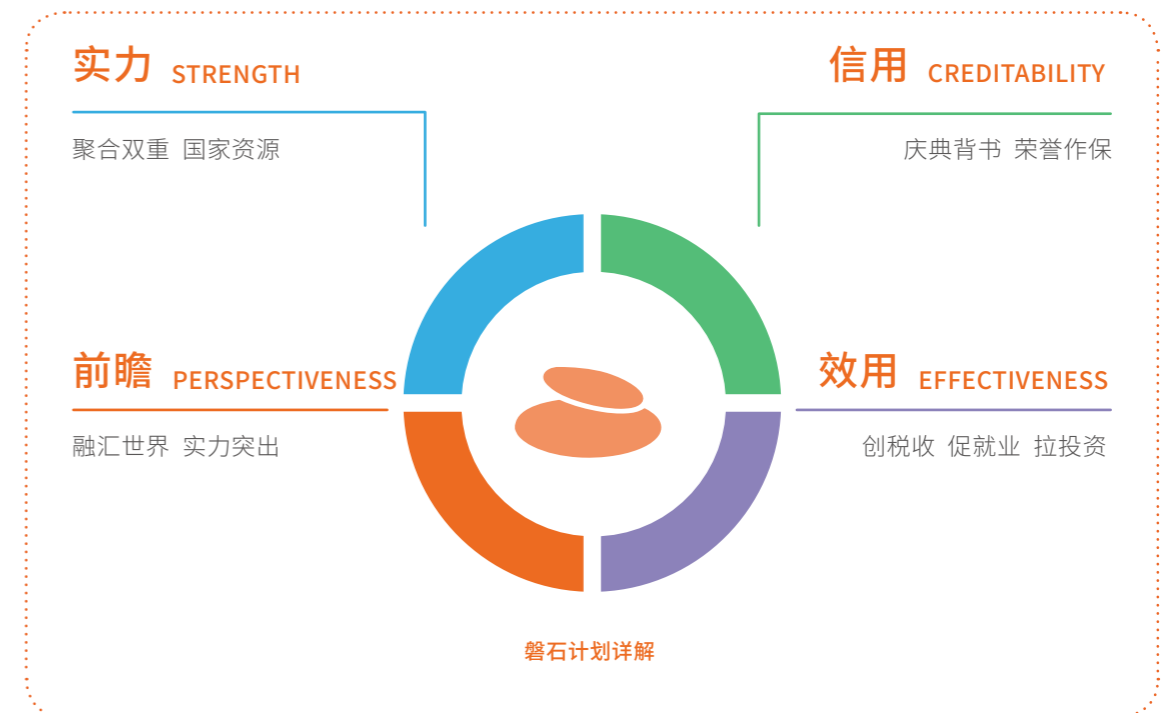 实力 STRENGTH
聚合双重 国家资源
信用 CREDITABILITY
庆典背书 荣誉作保
前瞻 PERSPECTIVENESS
融汇世界 实力突出
效用 EFFECTIVENESS
创税收 促就业 拉投资
磐石计划详解